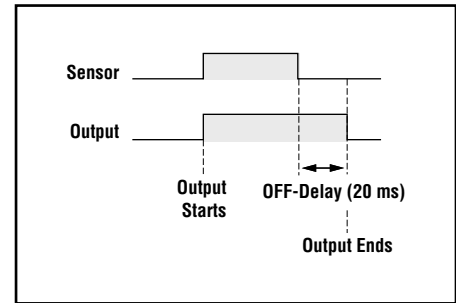 Sensor
Output
Output
Starts
OFF-Delay (20 ms)
Output Ends